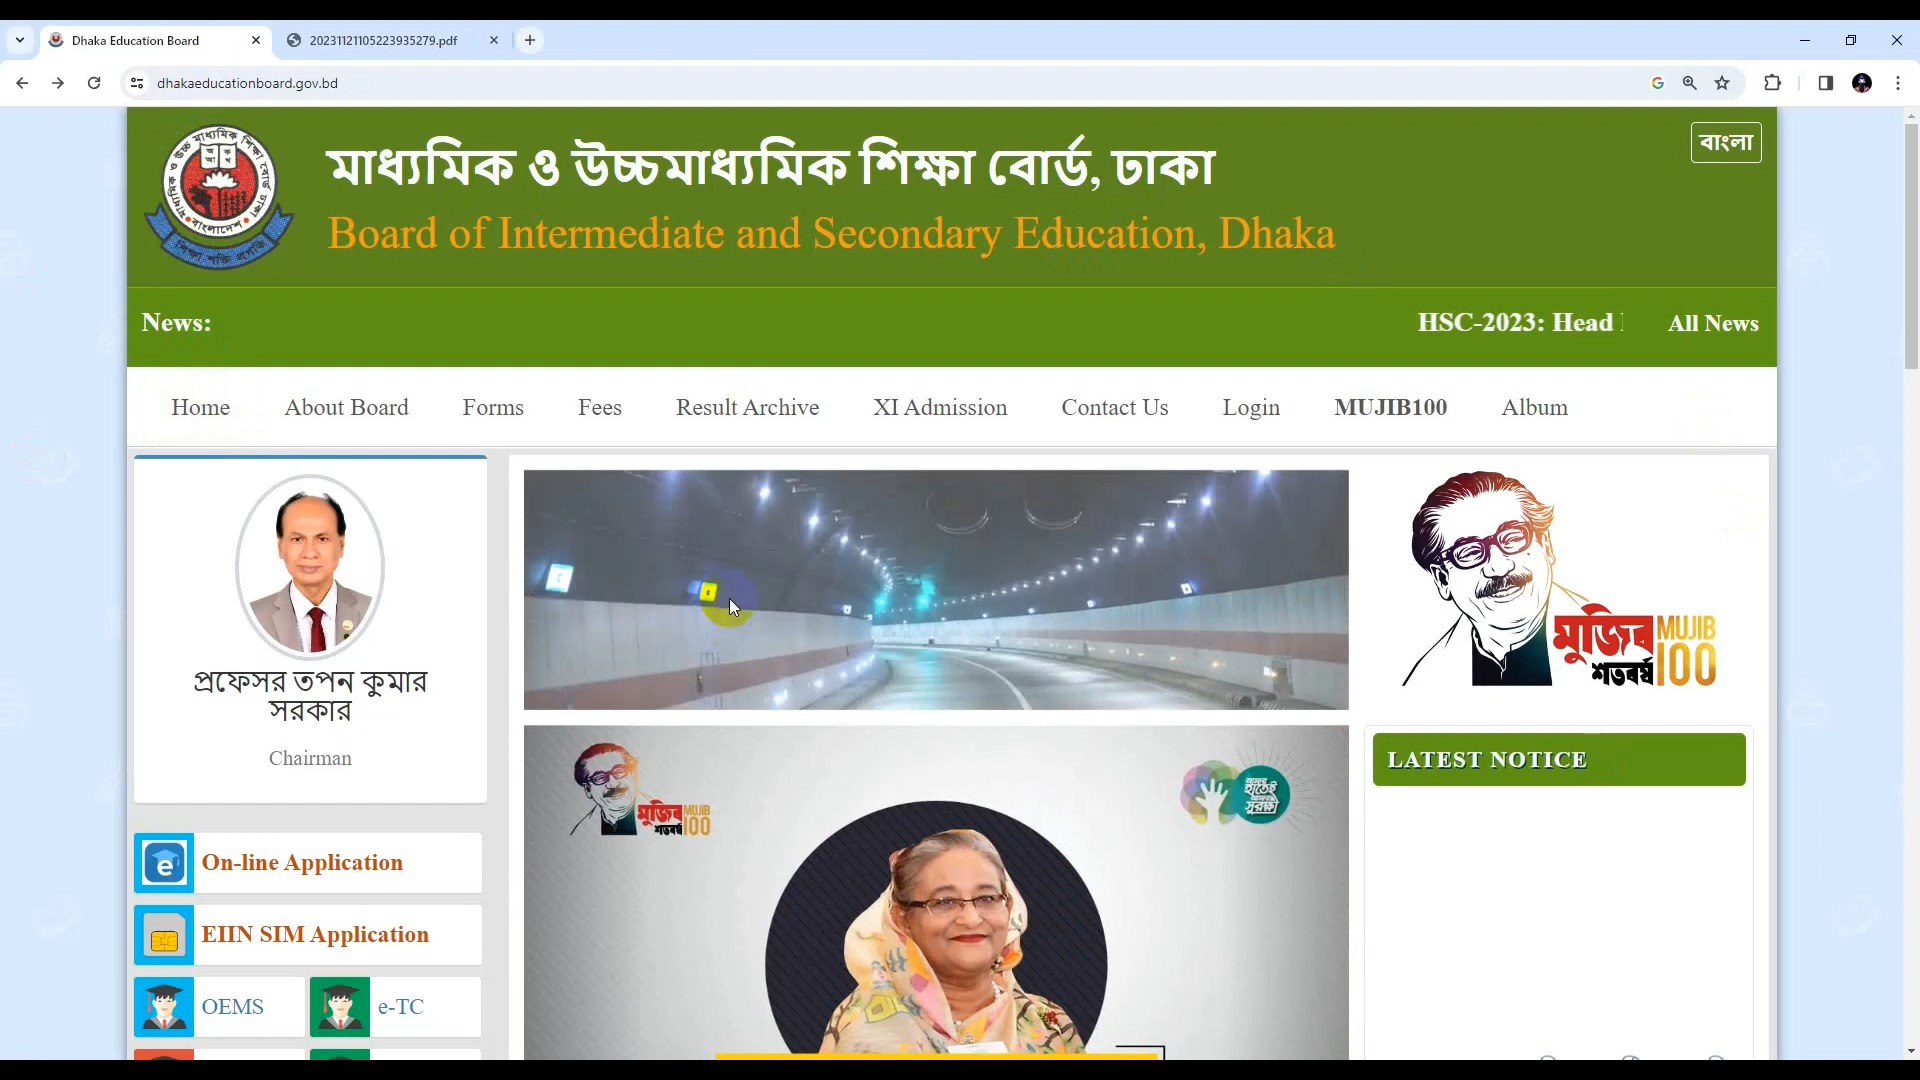 Dhaka Education Board
20231121105223935279.pdf
dhakaeducationboard.gov.bd
মাধ্যমিক ও উচ্চমাধ্যমিক শিক্ষা বোর্ড, ঢাকা
বাংলা
Board of Intermediate and Secondary Education, Dhaka
News:
HSC-2023: Head
All News
Home
About Board
Forms
Fees
Result Archive
XI Admission
Contact Us
Login
MUJIB100
Album
প্রফেসর তপন কুমার
সরকার
Chairman
মুজিব
শতবর্ষ
MUJIB
100
LATEST NOTICE
মুজিব
শতবর্ষ
MUJIB
100
On-line Application
EIIN SIM Application
OEMS
e-TC